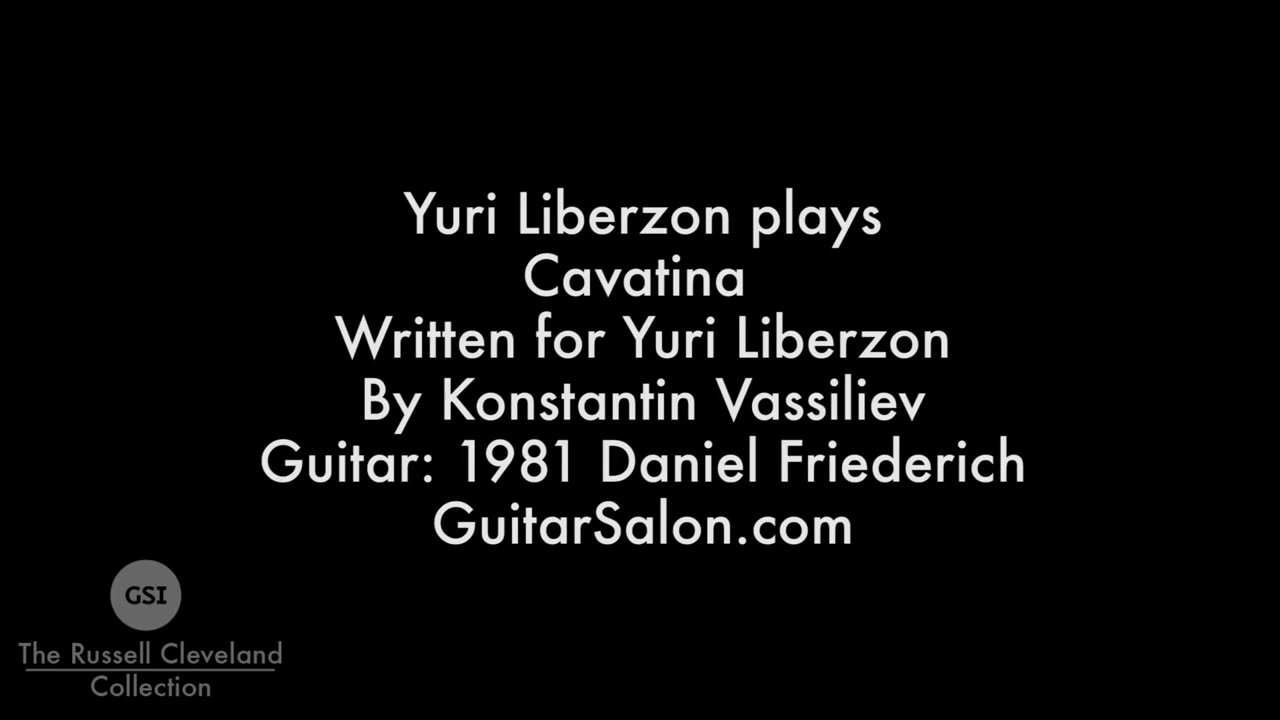 Yuri Liberzon plays
Cavatina
Written for Yuri Liberzon
By Konstantin Vassiliev
Guitar: 1981 Daniel Friederich
GuitarSalon.com
GSI
The Russell Cleveland
Collection